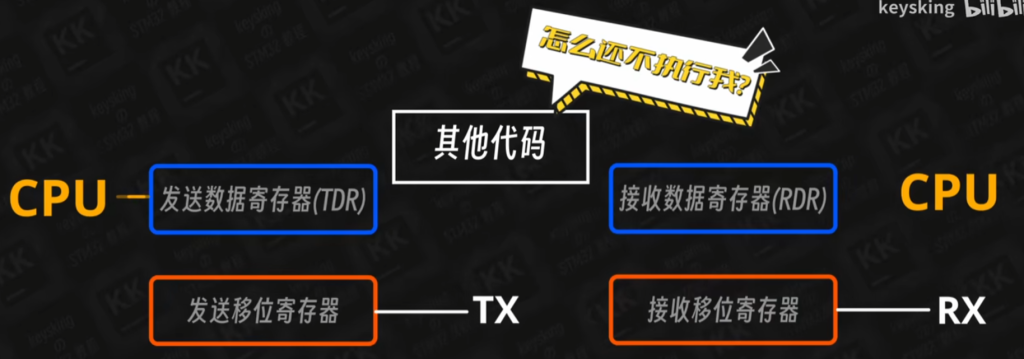 keysking bilibili
怎么还不执行我?
其他代码
CPU
发送数据寄存器(TDR)
接收数据寄存器(RDR)
CPU
发送移位寄存器
TX
接收移位寄存器
RX